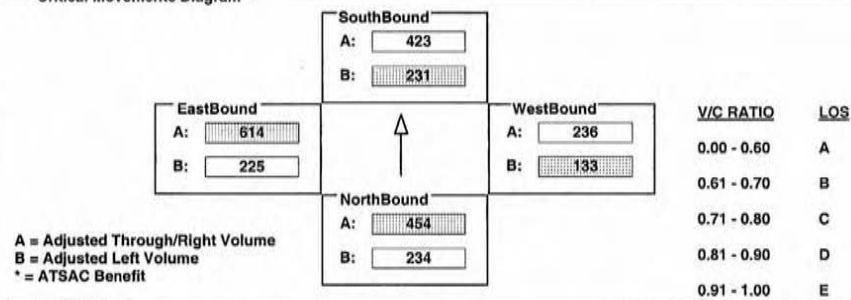 Critical Movements Diagram
SouthBound
A: 423
B: 231
EastBound
A: 614
B: 225
WestBound
A: 236
B: 133
NorthBound
A: 454
B: 234
A = Adjusted Through/Right Volume
B = Adjusted Left Volume
* = ATSAC Benefit
V/C RATIO LOS
0.00 - 0.60 A
0.61 - 0.70 B
0.71 - 0.80 C
0.81 - 0.90 D
0.91 - 1.00 E